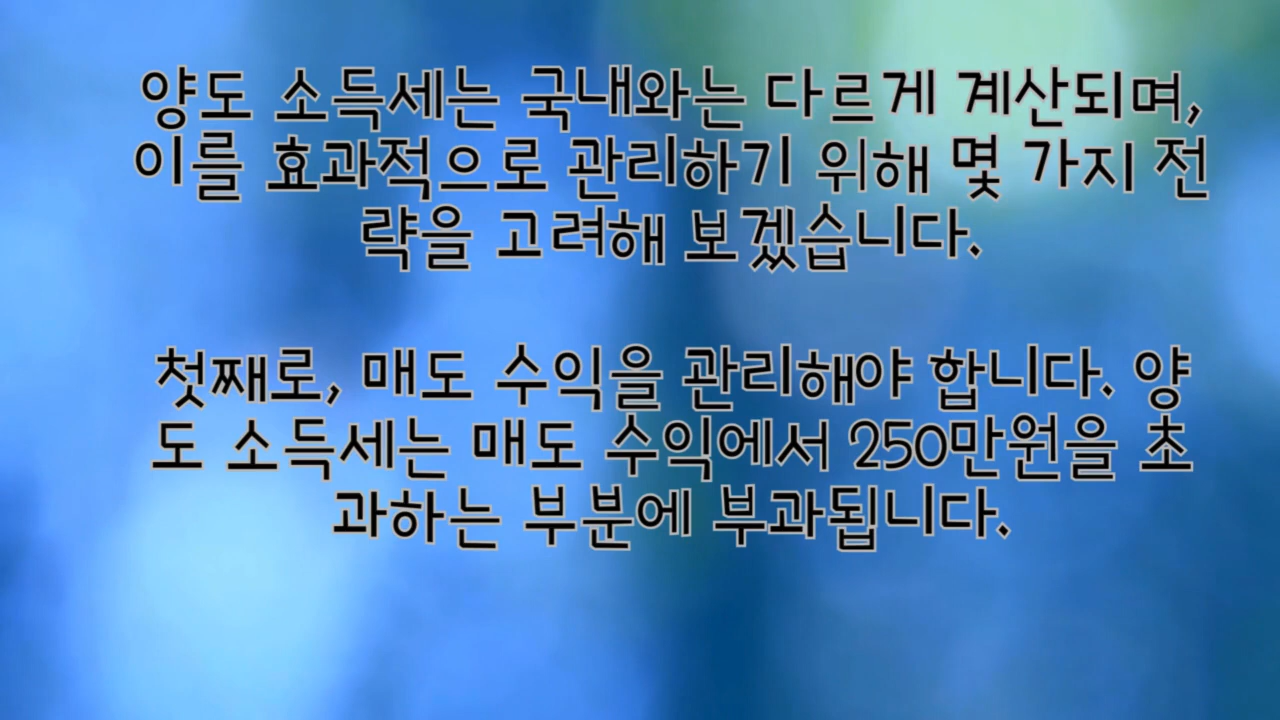 양도 소득세는 국내와는 다르게 계산되며,
이를 효과적으로 관리하기 위해 몇 가지 전
략을 고려해 보겠습니다.
첫째로, 매도 수익을 관리해야 합니다. 양
도 소득세는 매도 수익에서 250만원을 초
과하는 부분에 부과됩니다.